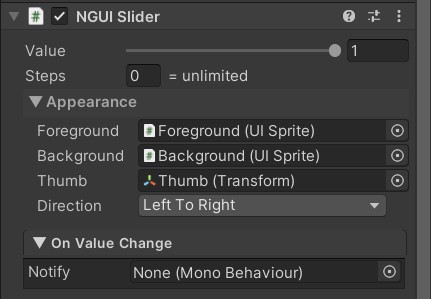 NGUI Slider
Value 1
Steps 0 = unlimited
Appearance
Foreground Foreground (UI Sprite)
Background Background (UI Sprite)
Thumb Thumb (Transform)
Direction Left To Right
On Value Change
Notify None (Mono Behaviour)